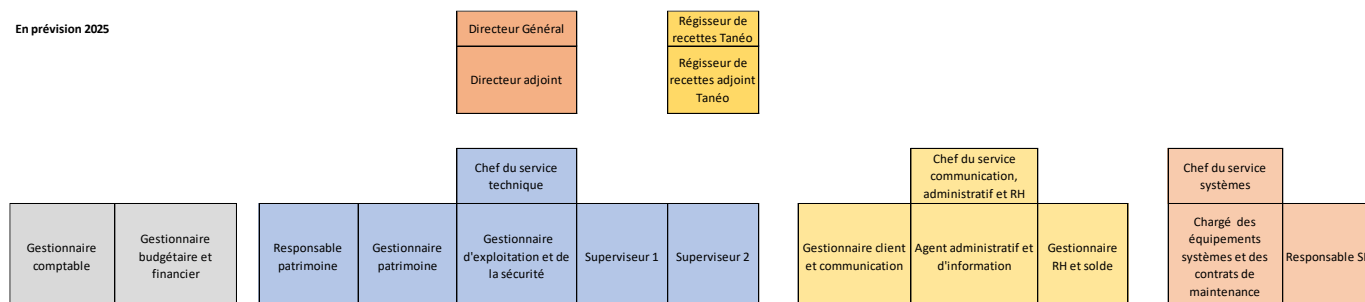 En prévision 2025
Directeur Général
Directeur adjoint
Régisseur de
recettes Tanéo
Régisseur de
recettes adjoint
Tanéo
Chef du service
technique
Chef du service
communication,
administratif et RH
Chef du service
systèmes
Gestionnaire
comptable
Gestionnaire
budgétaire et
financier
Responsable
patrimoine
Gestionnaire
patrimoine
Gestionnaire
d'exploitation et de
la sécurité
Superviseur 1
Superviseur 2
Gestionnaire client
et communication
Agent administratif et
d'information
Gestionnaire
RH et solde
Chargé des
équipements
systèmes et des
contrats de
maintenance
Responsable